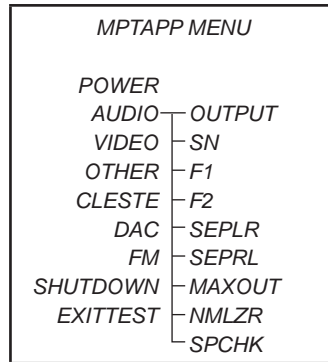 MPTAPP MENU
POWER
AUDIO OUTPUT
VIDEO SN
OTHER F1
CLESTE F2
DAC SEPLR
FM SEPRL
SHUTDOWN MAXOUT
EXITTEST NMLZR
SPCHK